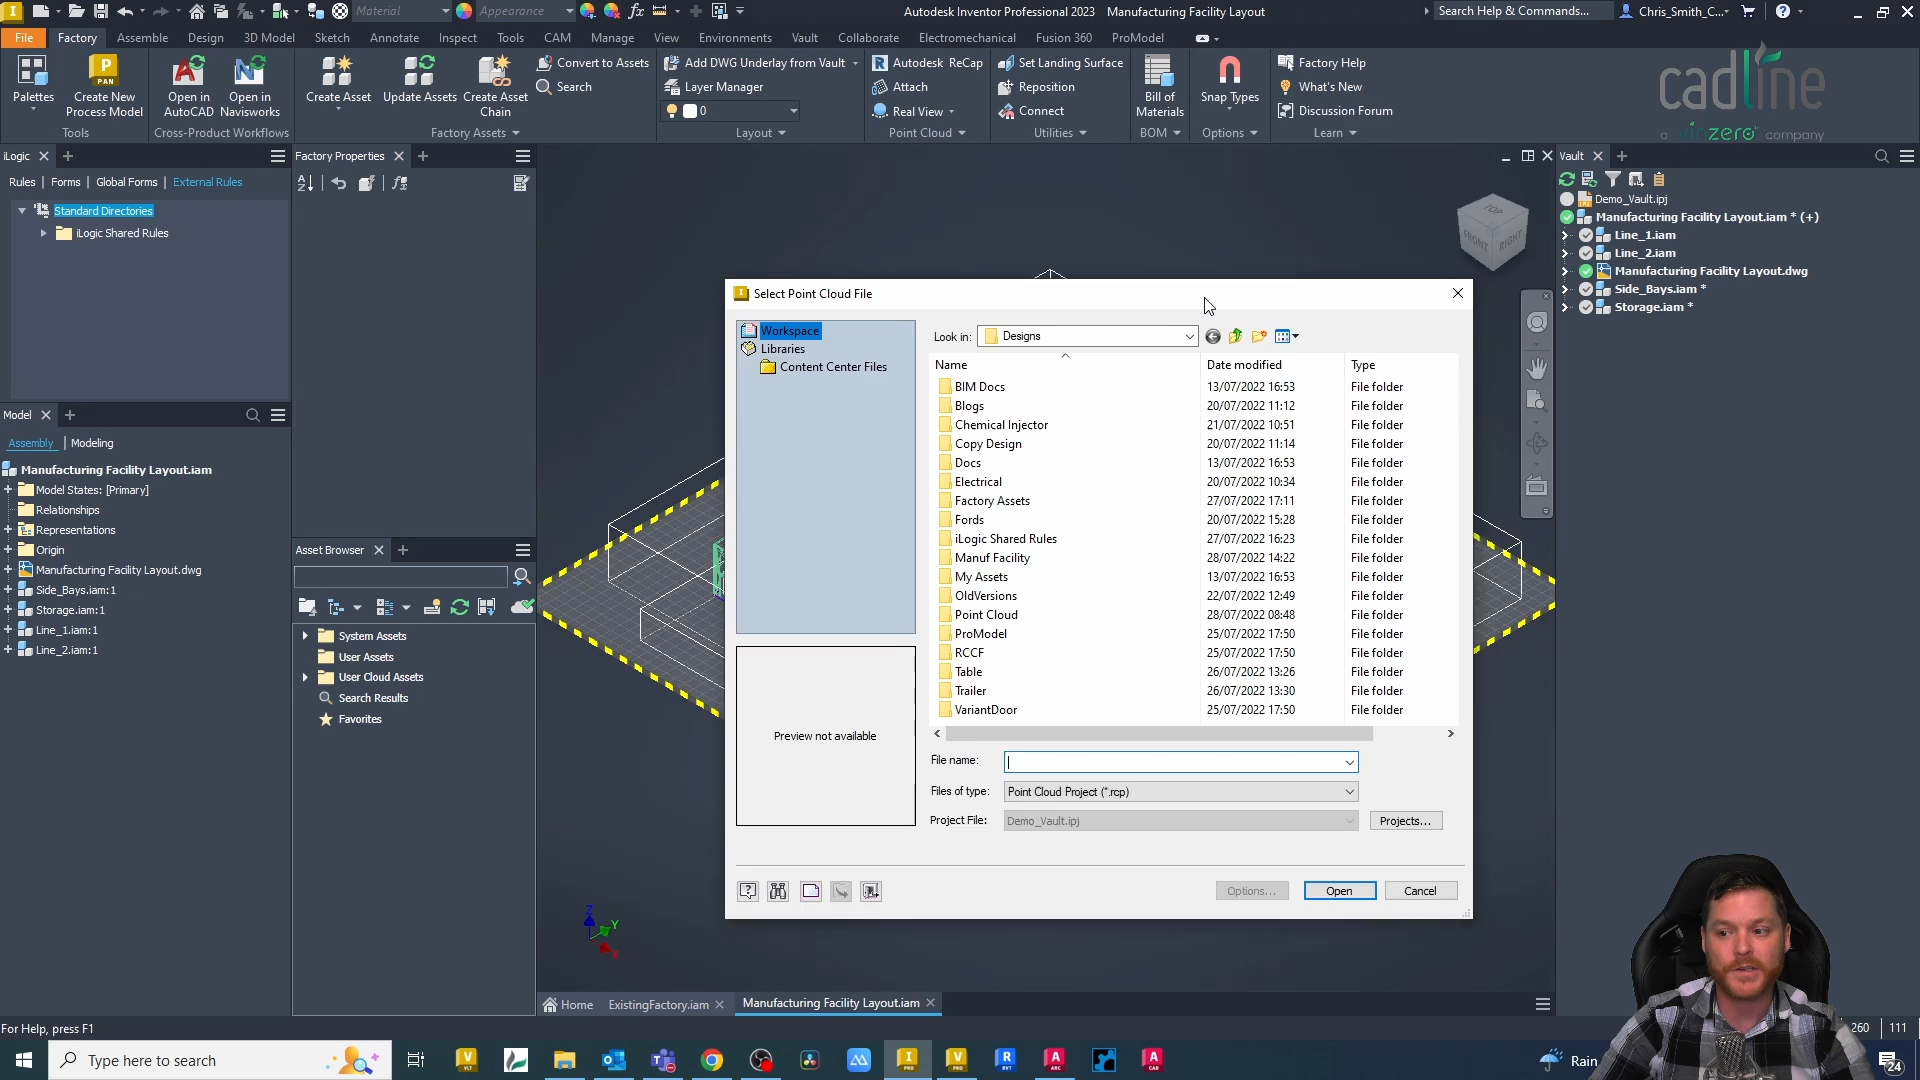 Material
Appearance
Autodesk Inventor Professional 2023 Manufacturing Facility Layout
Search Help & Commands...
Chris_Smith_C...
File Factory Assemble Design 3D Model Sketch Annotate Inspect Tools CAM Manage View Environments Vault Collaborate Electromechanical Fusion 360 ProModel
Palettes
Create New
Process Model
Tools
Open in
AutoCAD
Open in
Navisworks
Cross-Product Workflows
Create Asset
Update Assets
Create Asset
Chain
Convert to Assets
Search
Factory Assets
Add DWG Underlay from Vault
Layer Manager
0
Layout
Autodesk ReCap
Attach
Real View
Point Cloud
Set Landing Surface
Reposition
Connect
Utilities
Bill of
Materials
BOM
Snap Types
Options
Factory Help
What's New
Discussion Forum
Learn
cadline
a vinzero company
iLogic
Rules Forms Global Forms External Rules
Standard Directories
iLogic Shared Rules
Factory Properties
Model
Assembly Modeling
Manufacturing Facility Layout.iam
Model States: [Primary]
Relationships
Representations
Origin
Manufacturing Facility Layout.dwg
Side_Bays.iam:1
Storage.iam:1
Line_1.iam:1
Line_2.iam:1
Asset Browser
System Assets
User Assets
User Cloud Assets
Search Results
Favorites
TOP
FRONT
RIGHT
Select Point Cloud File
Workspace
Libraries
Content Center Files
Preview not available
Look in: Designs
Name Date modified Type
BIM Docs 13/07/2022 16:53 File folder
Blogs 20/07/2022 11:12 File folder
Chemical Injector 21/07/2022 10:51 File folder
Copy Design 20/07/2022 11:14 File folder
Docs 13/07/2022 16:53 File folder
Electrical 20/07/2022 10:34 File folder
Factory Assets 27/07/2022 17:11 File folder
Fords 20/07/2022 15:28 File folder
iLogic Shared Rules 27/07/2022 16:23 File folder
Manuf Facility 28/07/2022 14:22 File folder
My Assets 13/07/2022 16:53 File folder
OldVersions 22/07/2022 12:49 File folder
Point Cloud 28/07/2022 08:48 File folder
ProModel 25/07/2022 17:50 File folder
RCCF 25/07/2022 17:50 File folder
Table 26/07/2022 13:26 File folder
Trailer 26/07/2022 13:30 File folder
VariantDoor 25/07/2022 17:50 File folder
File name:
Files of type: Point Cloud Project (*.rcp)
Project File: Demo_Vault.ipj Projects...
Options... Open Cancel
Z
Y
X
Vault
Demo_Vault.ipj
Manufacturing Facility Layout.iam * (+)
Line_1.iam
Line_2.iam
Manufacturing Facility Layout.dwg
Side_Bays.iam *
Storage.iam *
Home ExistingFactory.iam Manufacturing Facility Layout.iam
For Help, press F1
260 111
Type here to search
Rain
24